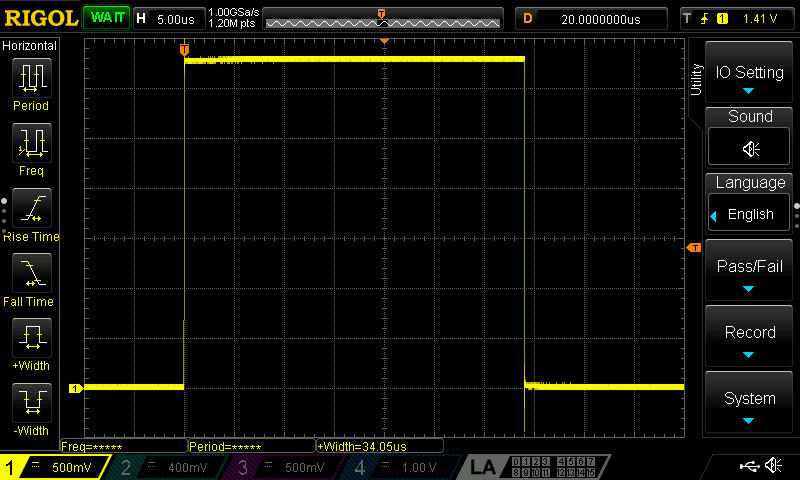 RIGOL WAIT H 5.00us 1.00GSa/s 1.20M pts T D 20.0000000us T 1 1.41 V
Horizontal
Period
Freq
Rise Time
Fall Time
+Width
-Width
T
T
1
Utility
IO Setting
Sound
Language
English
Pass/Fail
Record
System
Freq=***** Period=***** +Width=34.05us
1 500mV 2 400mV 3 500mV 4 1.00 V LA
0 1 2 3 4 5 6 7
8 9 10 11 12 13 14 15